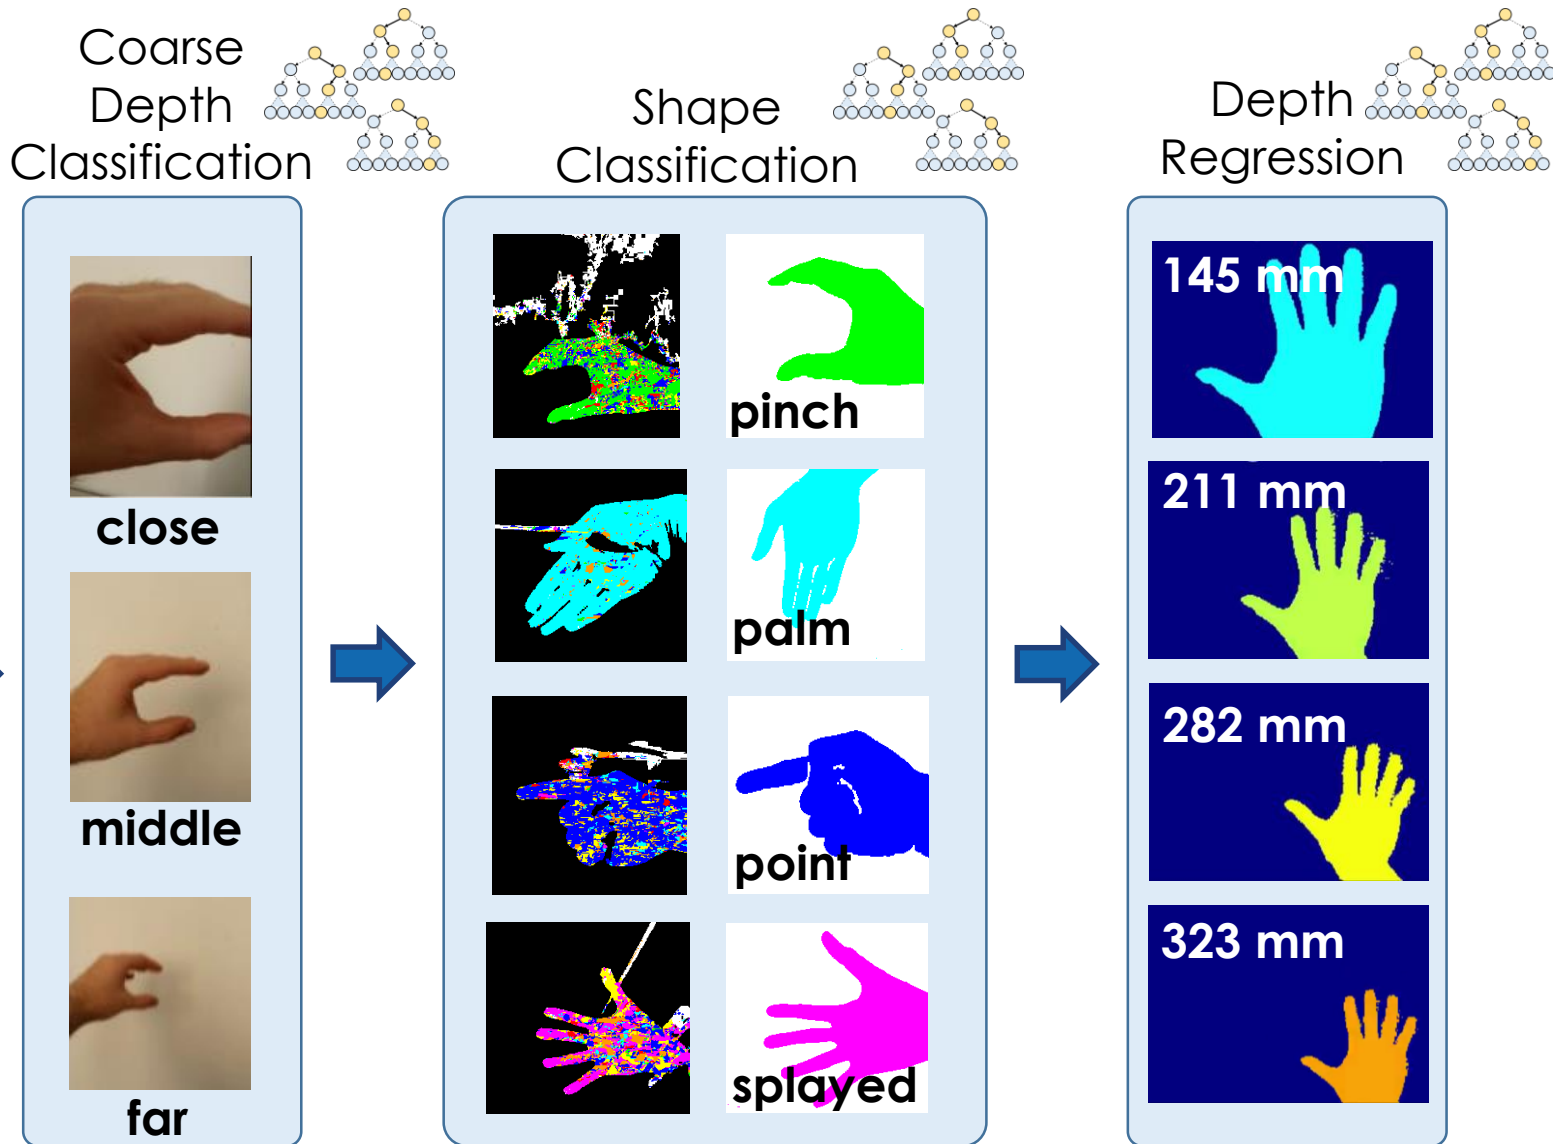 Coarse
Depth
Classification
close
middle
far
Shape
Classification
pinch
palm
point
splayed
Depth
Regression
145 mm
211 mm
282 mm
323 mm